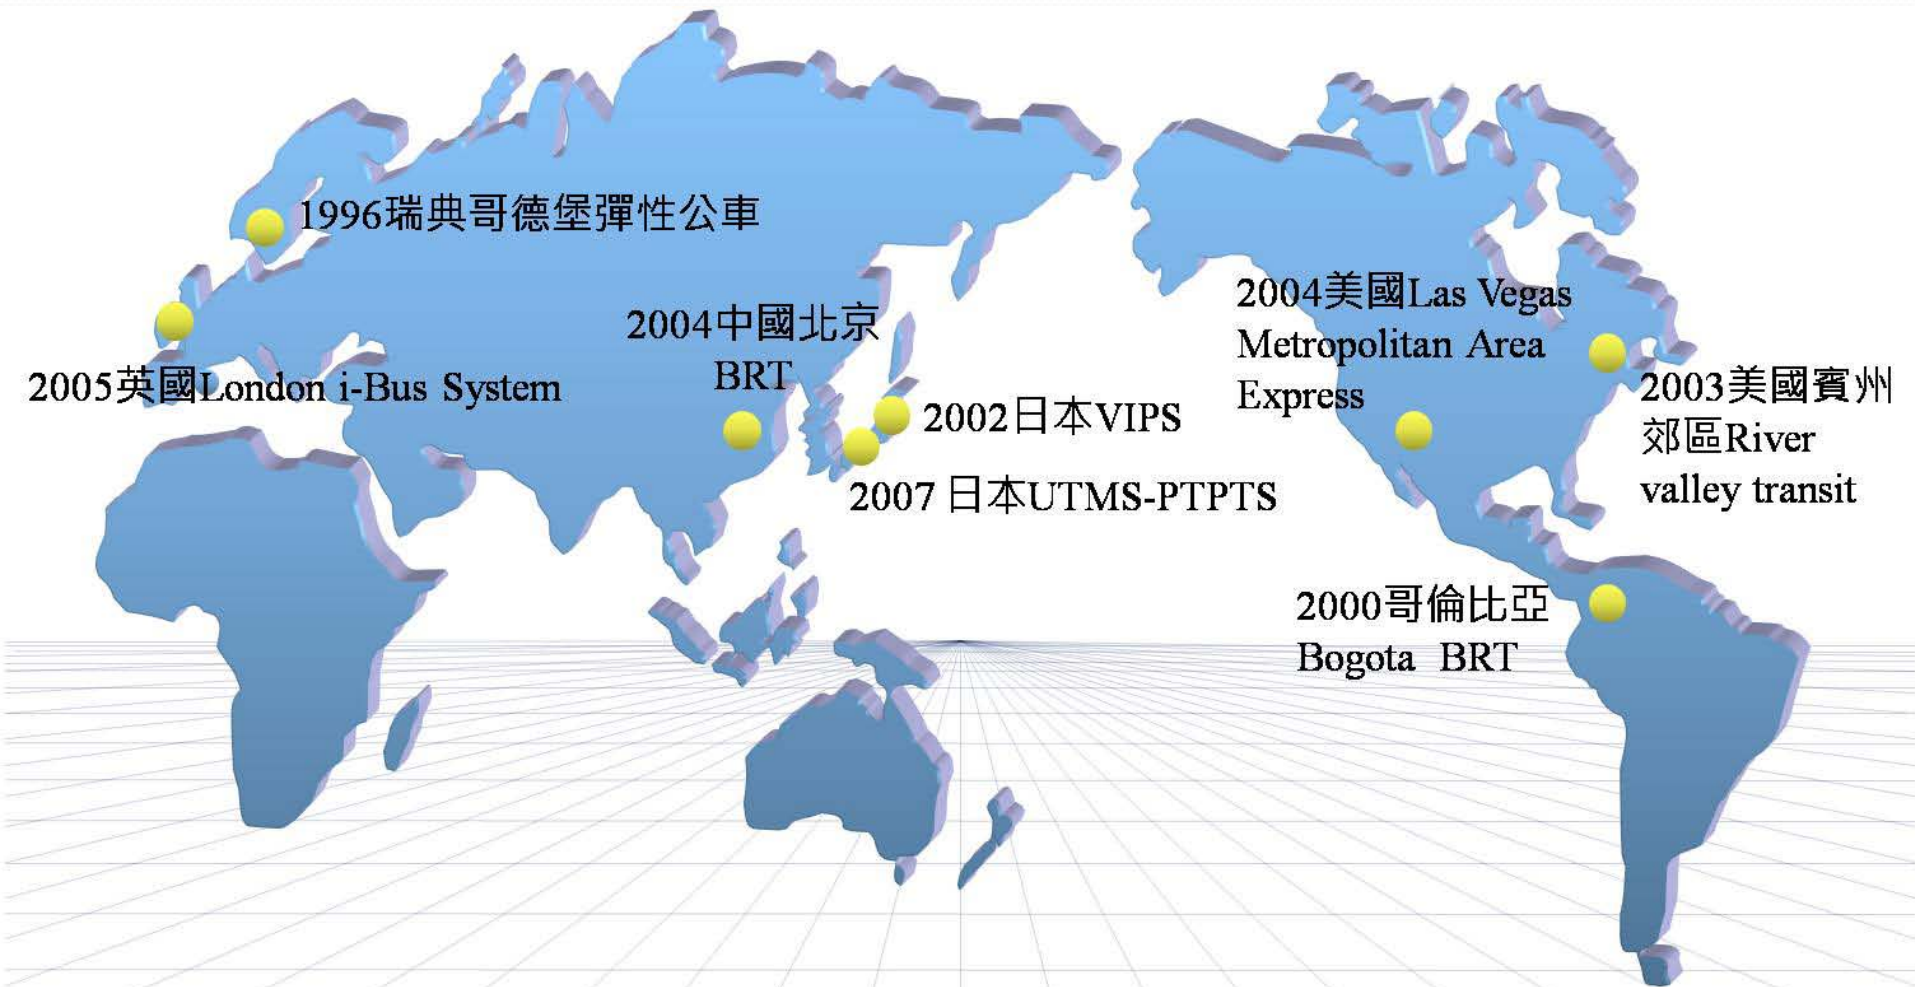 1996瑞典哥德堡彈性公車
2005英國London i-Bus System
2004中國北京
BRT
2002日本VIPS
2007 日本UTMS-PTPTS
2004美國Las Vegas
Metropolitan Area
Express
2003美國賓州
郊區River
valley transit
2000哥倫比亞
Bogota BRT